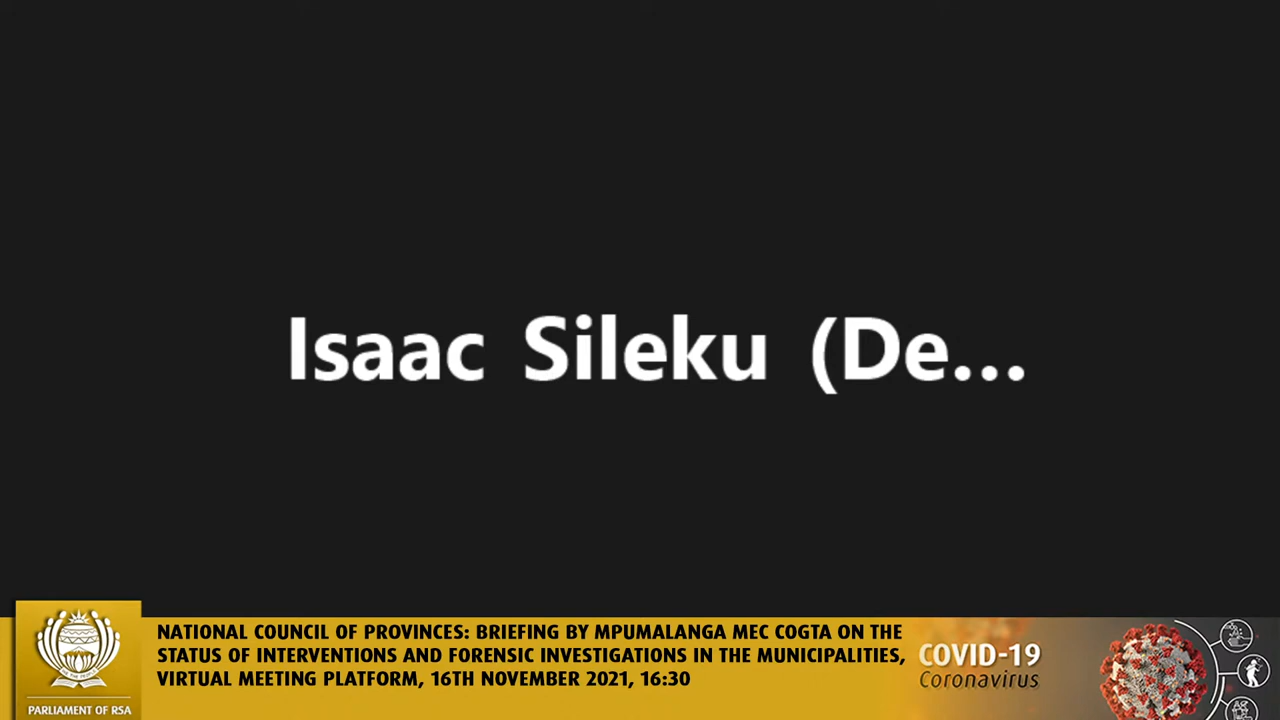 Isaac Sileku (De...
NATIONAL COUNCIL OF PROVINCES: BRIEFING BY MPUMALANGA MEC COGTA ON THE
STATUS OF INTERVENTIONS AND FORENSIC INVESTIGATIONS IN THE MUNICIPALITIES,
VIRTUAL MEETING PLATFORM, 16TH NOVEMBER 2021, 16:30
COVID-19
Coronavirus
PARLIAMENT OF RSA